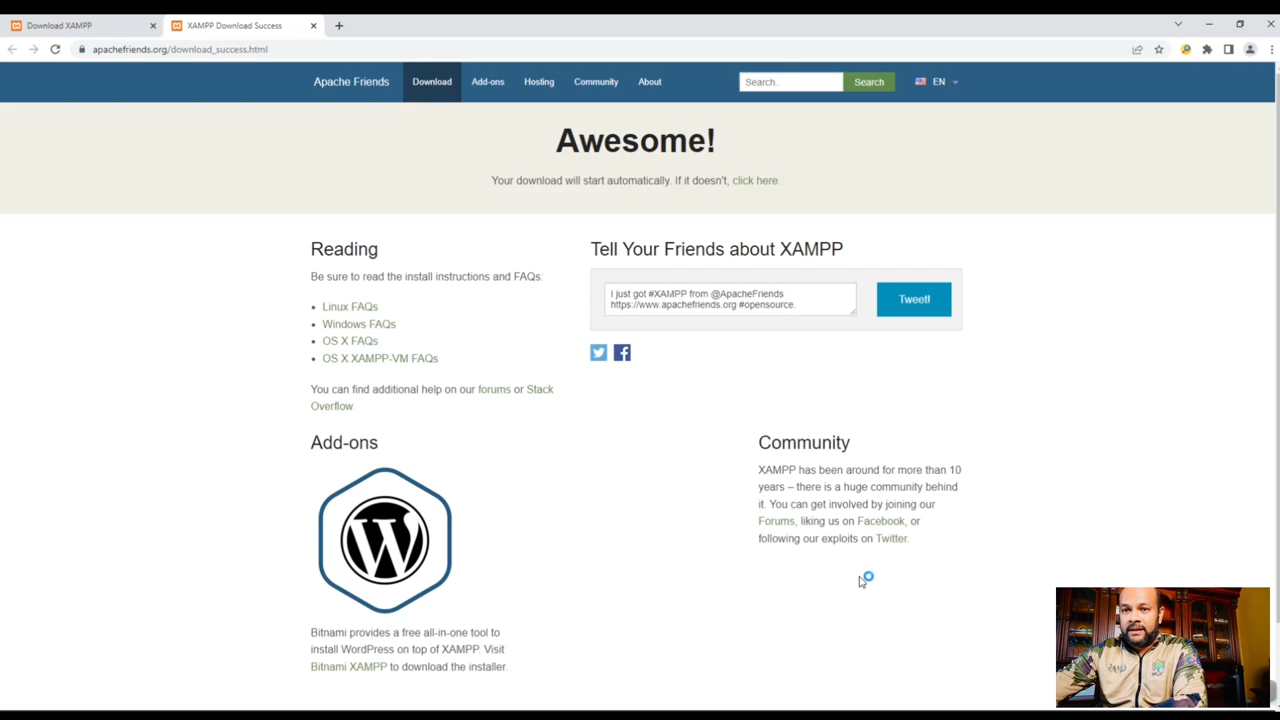 Download XAMPP
XAMPP Download Success
apachefriends.org/download_success.html
Apache Friends
Download
Add-ons
Hosting
Community
About
Search..
Search
EN
Awesome!
Your download will start automatically. If it doesn't, click here.
Reading
Be sure to read the install instructions and FAQs:
Linux FAQs
Windows FAQs
OS X FAQs
OS X XAMPP-VM FAQs
You can find additional help on our forums or Stack
Overflow.
Tell Your Friends about XAMPP
I just got #XAMPP from @ApacheFriends
https://www.apachefriends.org #opensource.
Tweet!
Add-ons
W
Bitnami provides a free all-in-one tool to
install WordPress on top of XAMPP. Visit
Bitnami XAMPP to download the installer.
Community
XAMPP has been around for more than 10
years – there is a huge community behind
it. You can get involved by joining our
Forums, liking us on Facebook, or
following our exploits on Twitter.